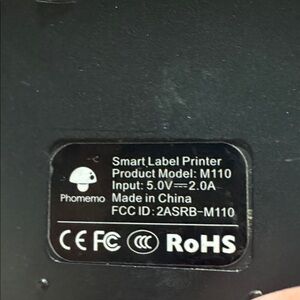 Smart Label Printer
Product Model: M110
Input: 5.0V⎓2.0A
Phomemo
Made in China
FCC ID: 2ASRB-M110
CE FC CCC RoHS